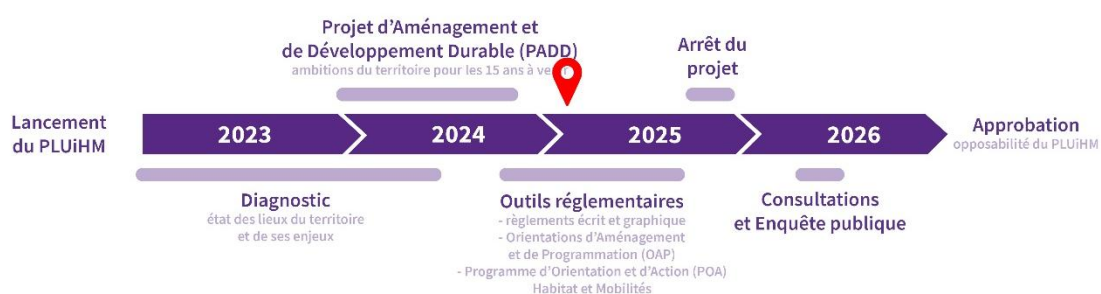 Projet d'Aménagement et
de Développement Durable (PADD)
ambitions du territoire pour les 15 ans à
Arrêt du
projet
Lancement
du PLUiHM
2023
2024
2025
2026
Approbation
opposabilité du PLUiHM
Diagnostic
état des lieux du territoire
et de ses enjeux
Outils réglementaires
- règlements écrit et graphique
- Orientations d'Aménagement
et de Programmation (OAP)
- Programme d'Orientation et d'Action (POA)
Habitat et Mobilités
Consultations
et Enquête publique